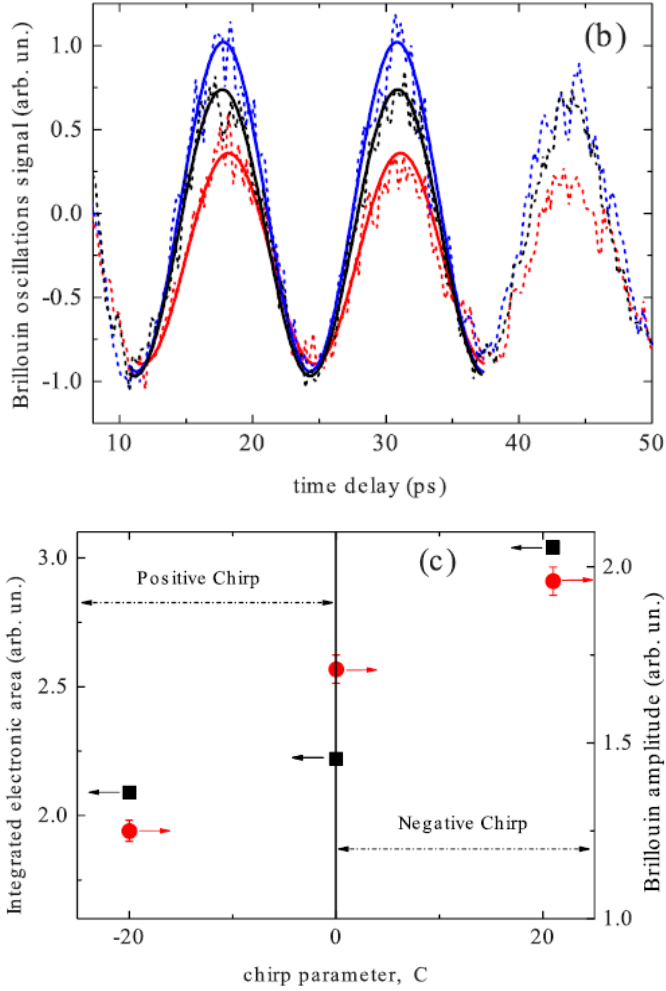 (b)
Brillouin oscillations signal (arb. un.)
1.0
0.5
0.0
-0.5
-1.0
10
20
30
40
50
time delay (ps)
(c)
Integrated electronic area (arb. un.)
3.0
2.5
2.0
Positive Chirp
Negative Chirp
2.0
1.5
1.0
Brillouin amplitude (arb. un.)
-20
0
20
chirp parameter, C